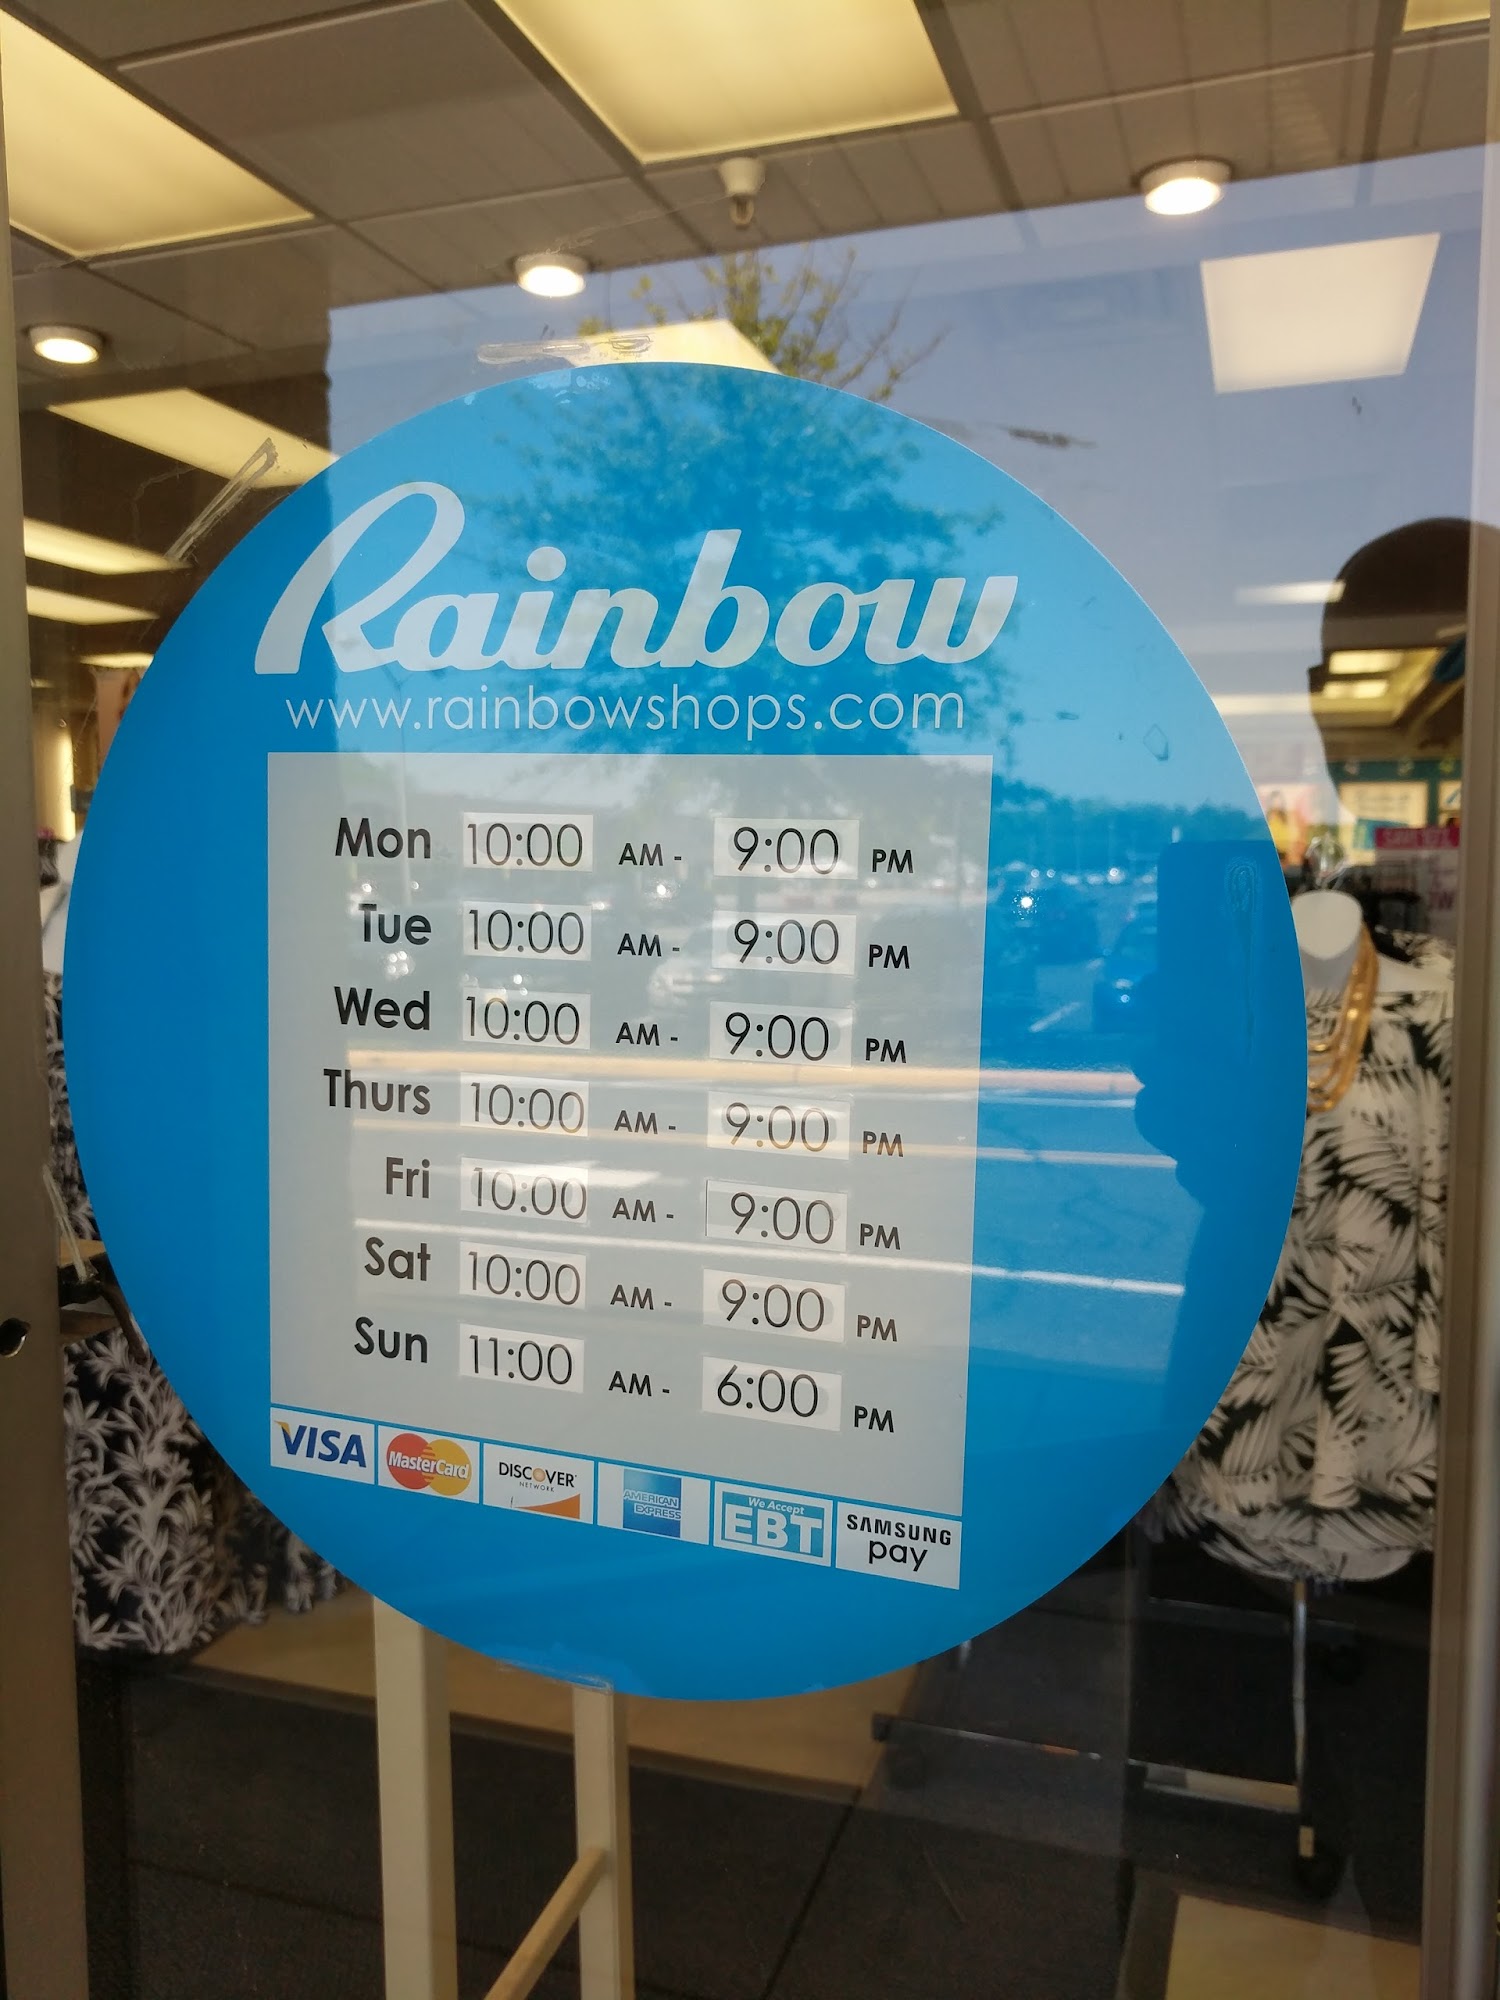 Rainbow
www.rainbowshops.com
Mon 10:00 AM - 9:00 PM
Tue 10:00 AM - 9:00 PM
Wed 10:00 AM - 9:00 PM
Thurs 10:00 AM - 9:00 PM
Fri 10:00 AM - 9:00 PM
Sat 10:00 AM - 9:00 PM
Sun 11:00 AM - 6:00 PM
VISA
MasterCard
DISCOVER
NETWORK
AMERICAN
EXPRESS
We Accept
EBT
SAMSUNG
pay